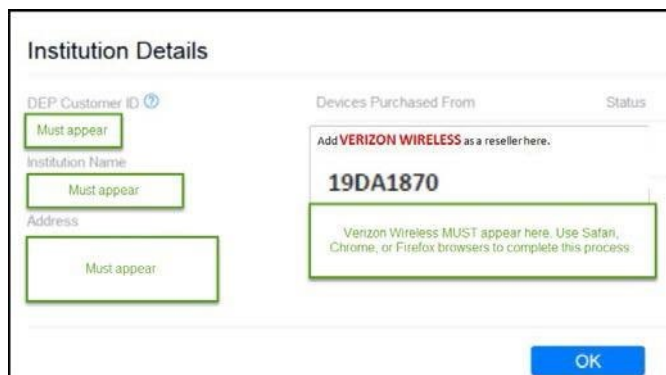 Institution Details
DEP Customer ID ?
Must appear
Institution Name
Must appear
Address
Must appear
Devices Purchased From
Status
Add VERIZON WIRELESS as a reseller here.
19DA1870
Verizon Wireless MUST appear here. Use Safari,
Chrome, or Firefox browsers to complete this process
OK